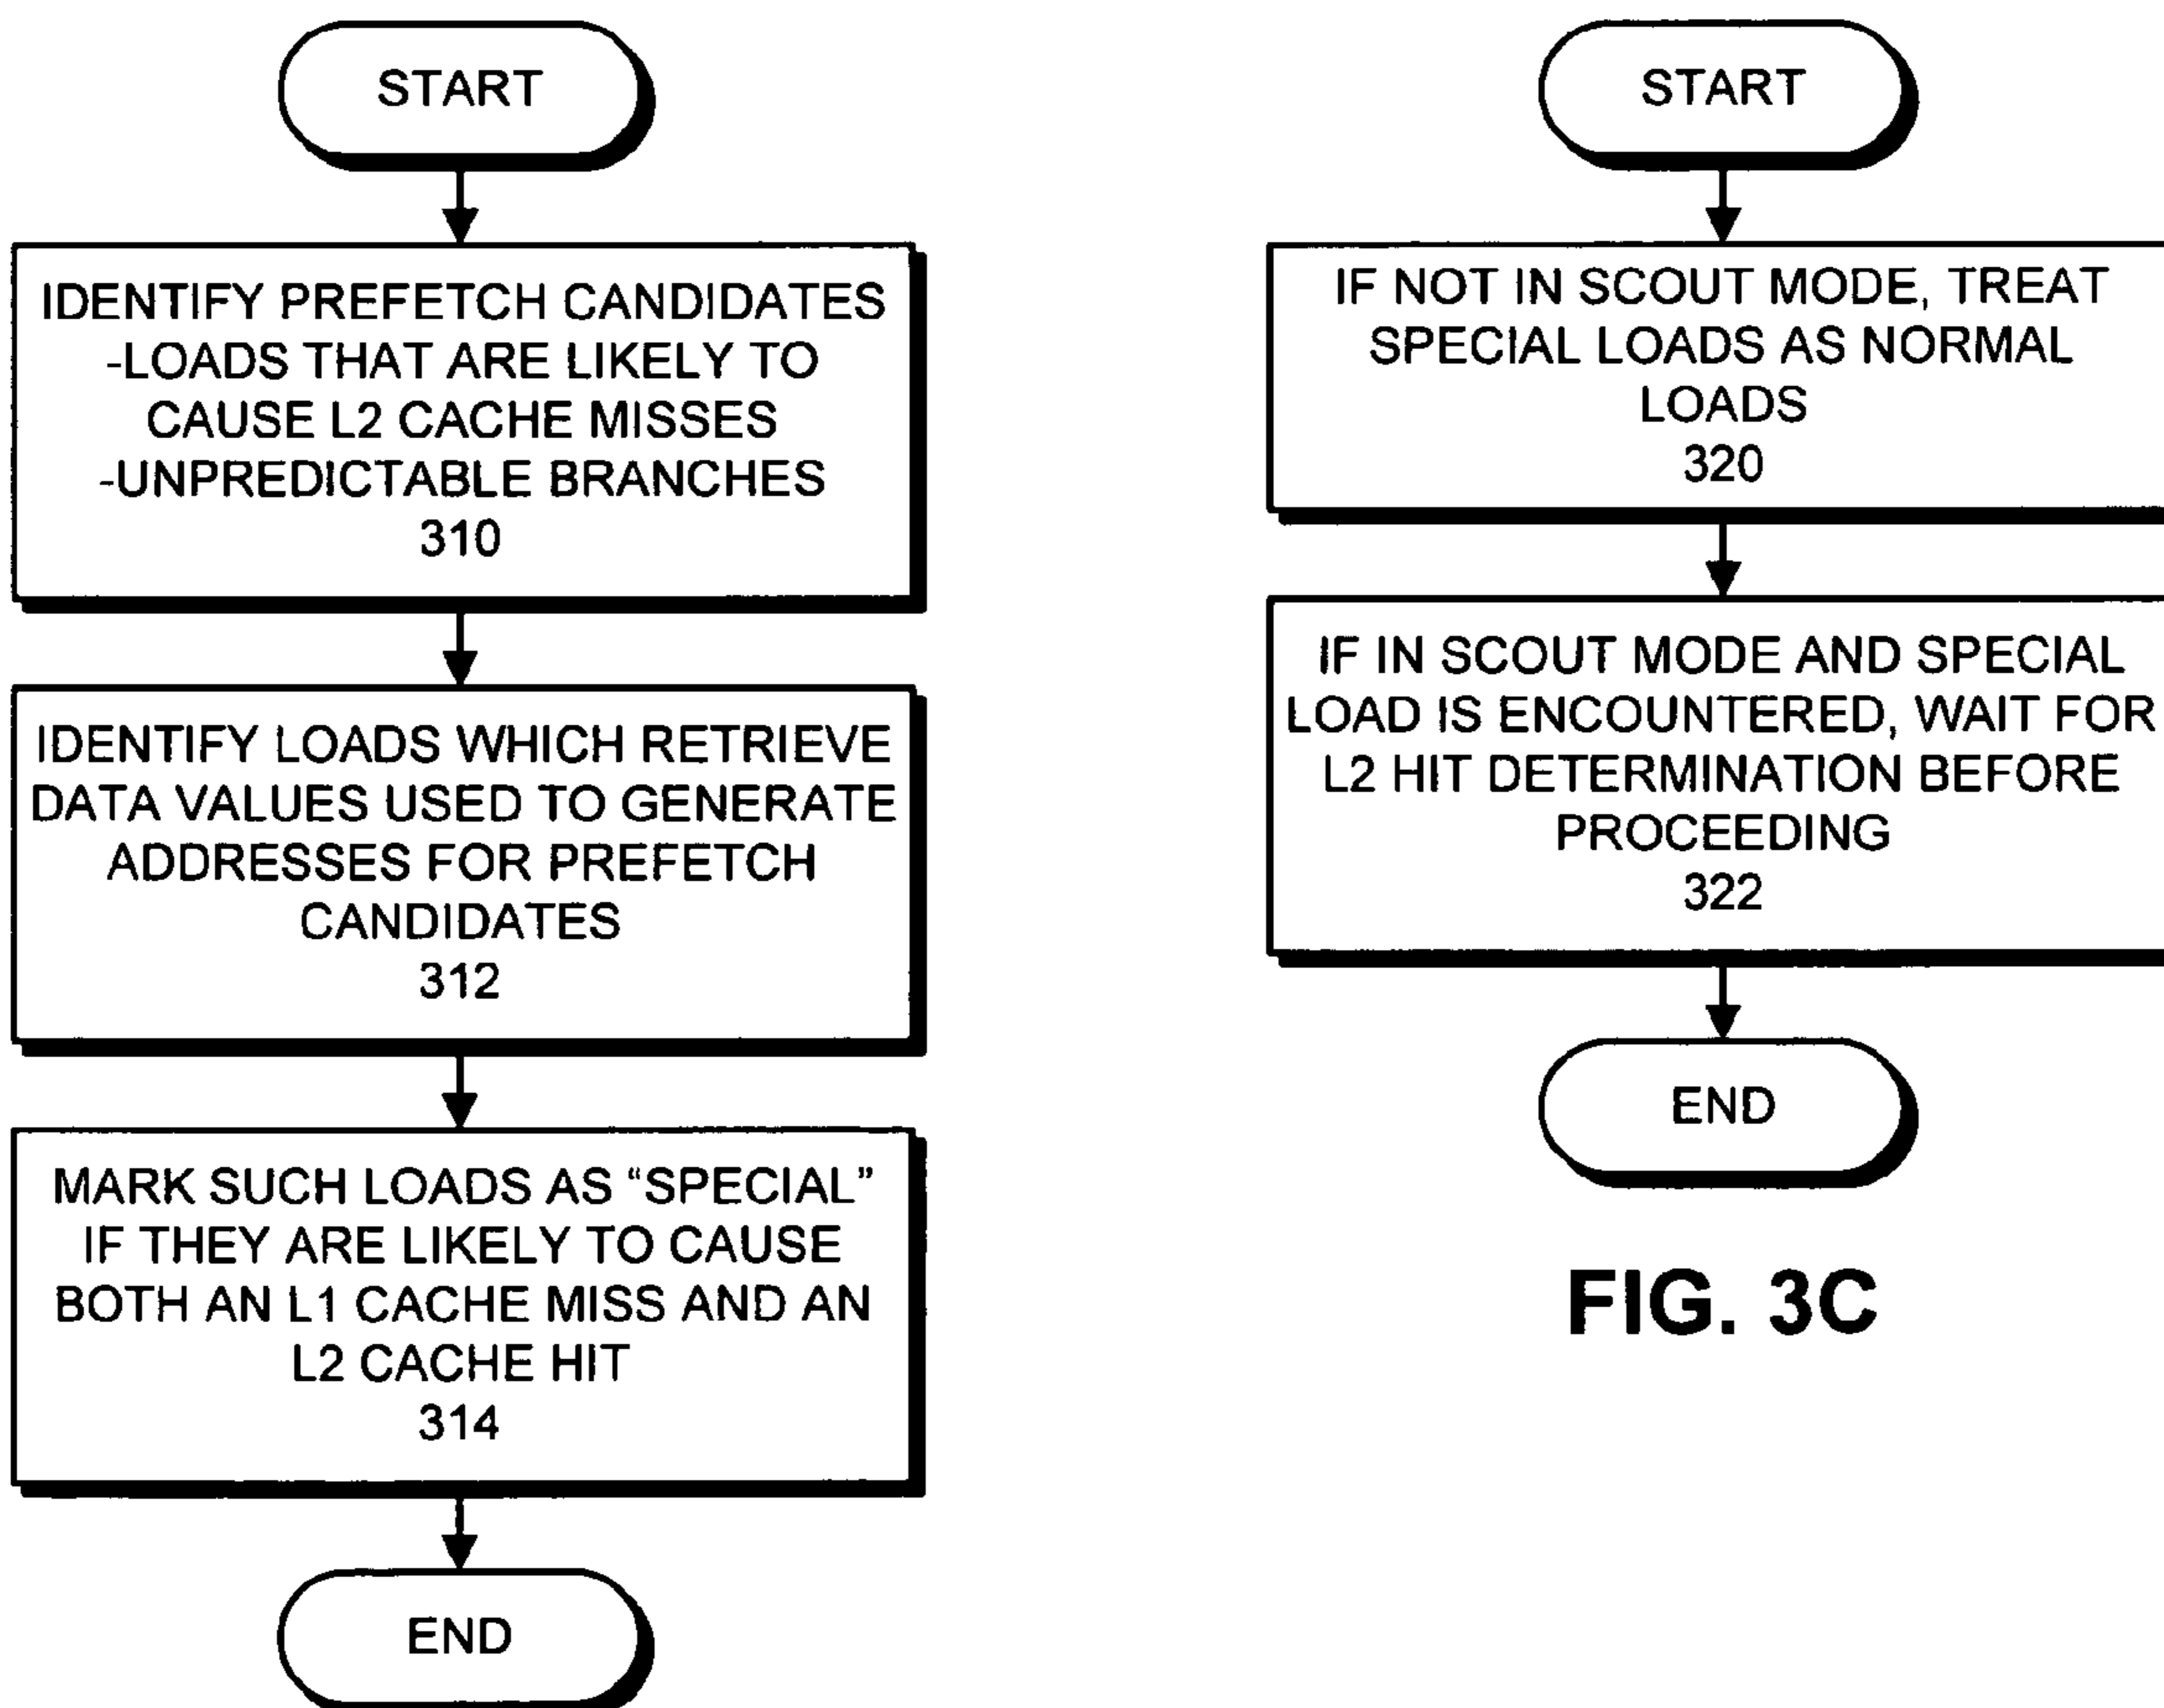 START
IDENTIFY PREFETCH CANDIDATES
-LOADS THAT ARE LIKELY TO
CAUSE L2 CACHE MISSES
-UNPREDICTABLE BRANCHES
310
IDENTIFY LOADS WHICH RETRIEVE
DATA VALUES USED TO GENERATE
ADDRESSES FOR PREFETCH
CANDIDATES
312
MARK SUCH LOADS AS “SPECIAL”
IF THEY ARE LIKELY TO CAUSE
BOTH AN L1 CACHE MISS AND AN
L2 CACHE HIT
314
END
START
IF NOT IN SCOUT MODE, TREAT
SPECIAL LOADS AS NORMAL
LOADS
320
IF IN SCOUT MODE AND SPECIAL
LOAD IS ENCOUNTERED, WAIT FOR
L2 HIT DETERMINATION BEFORE
PROCEEDING
322
END
FIG. 3C